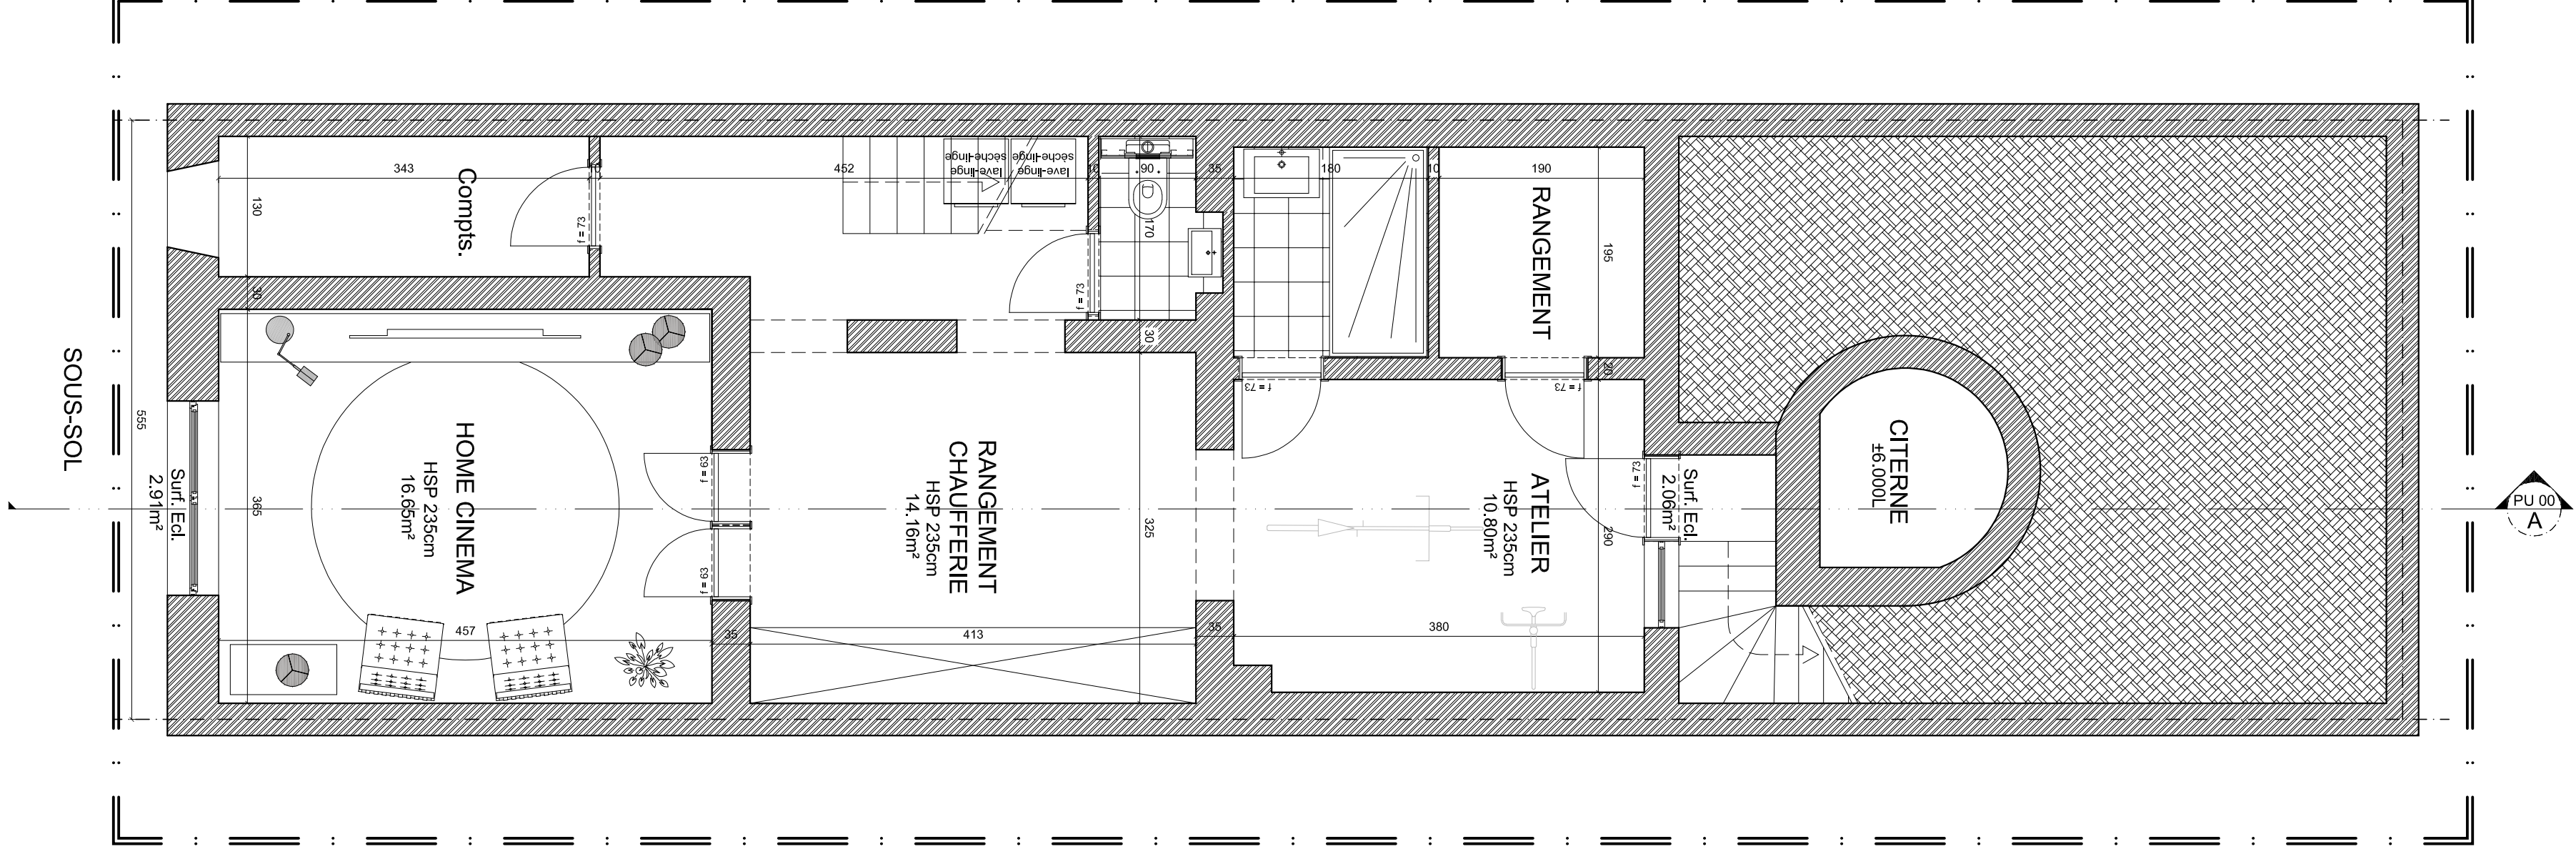 SOUS-SOL
555
Surf. Ecl.
2.91m²
343
130
Compts.
10
f = 73
30
HOME CINEMA
HSP 235cm
16.65m²
365
457
f = 63
f = 63
35
452
lave-linge
sèche-linge
lave-linge
sèche-linge
10
90
170
f = 73
30
RANGEMENT
CHAUFFERIE
HSP 235cm
14.16m²
325
413
35
35
180
10
190
RANGEMENT
195
20
f = 73
f = 73
ATELIER
HSP 235cm
10.80m²
290
380
f =73
Surf. Ecl.
2.06m²
CITERNE
±6.000L
PU 00
A